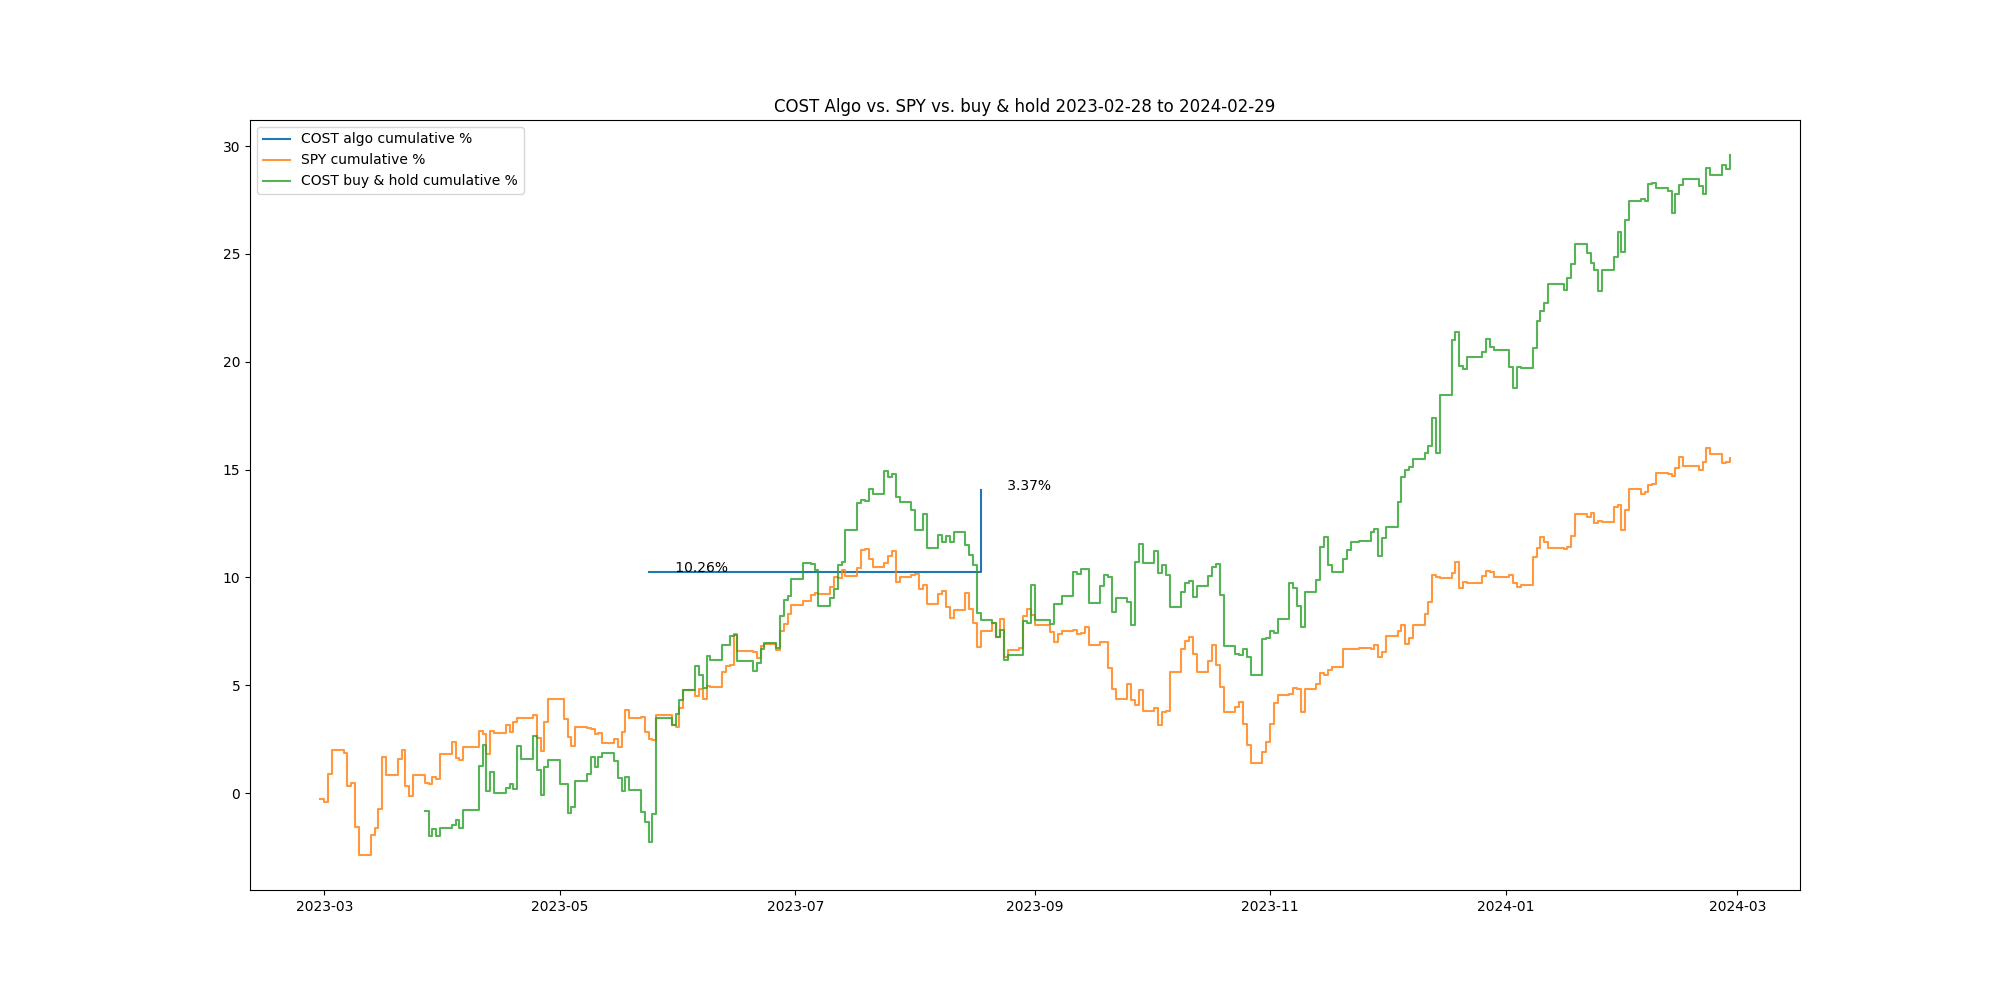 COST Algo vs. SPY vs. buy & hold 2023-02-28 to 2024-02-29
COST algo cumulative %
SPY cumulative %
COST buy & hold cumulative %
30
25
20
15
10
5
0
3.37%
10.26%
2023-03 2023-05 2023-07 2023-09 2023-11 2024-01 2024-03